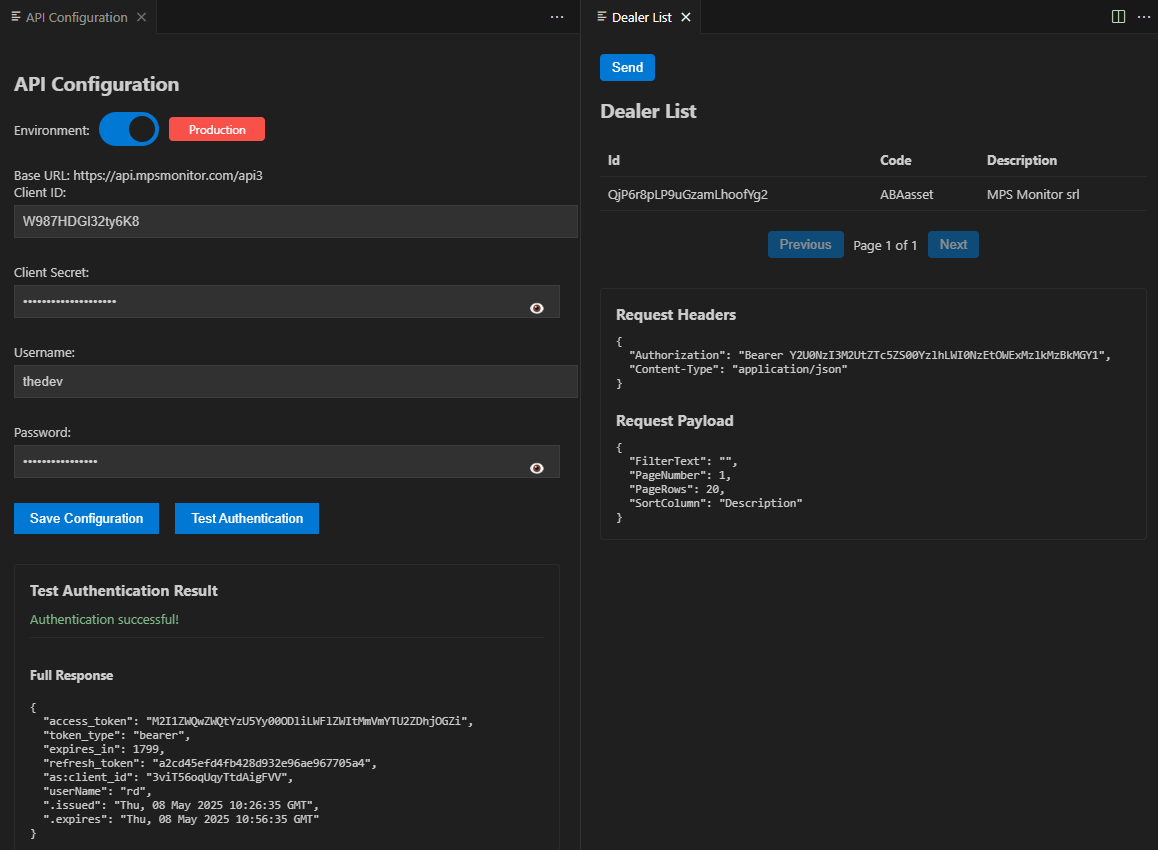 API Configuration
API Configuration
Environment:
Production
Base URL: https://api.mpsmonitor.com/api3
Client ID:
W987HDGI32ty6K8
Client Secret:
••••••••••••••••••••
Username:
thedev
Password:
••••••••••••••••
Save Configuration
Test Authentication
Test Authentication Result
Authentication successful!
Full Response
{
"access_token": "M2I1ZWQwZWQtYzU5Yy00ODliLWFlZWItMmVmYTU2ZDhjOGZi",
"token_type": "bearer",
"expires_in": 1799,
"refresh_token": "a2cd45efd4fb428d932e96ae967705a4",
"as:client_id": "3viT56oqUqyTtdAigFVV",
"userName": "rd",
".issued": "Thu, 08 May 2025 10:26:35 GMT",
".expires": "Thu, 08 May 2025 10:56:35 GMT"
}
Dealer List
Send
Dealer List
Id Code Description
QjP6r8pLP9uGzamLhoofYg2 ABAasset MPS Monitor srl
Previous Page 1 of 1 Next
Request Headers
{
"Authorization": "Bearer Y2U0NzI3M2UtZTc5ZS00YzlhLWI0NzEtOWExMzlkMzBkMGY1",
"Content-Type": "application/json"
}
Request Payload
{
"FilterText": "",
"PageNumber": 1,
"PageRows": 20,
"SortColumn": "Description"
}